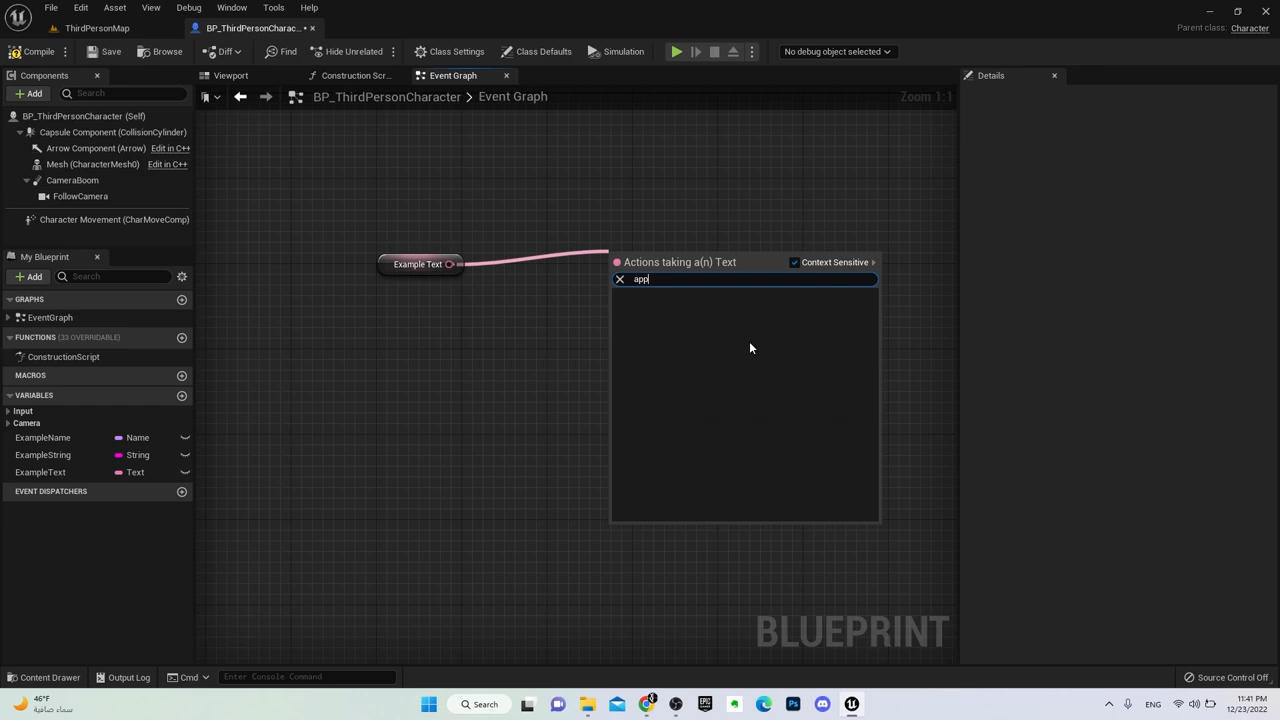 File Edit Asset View Debug Window Tools Help
ThirdPersonMap BP_ThirdPersonCharac...
Parent class: Character
Compile Save Browse Diff Find Hide Unrelated Class Settings Class Defaults Simulation No debug object selected
Components Viewport Construction Scr... Event Graph Details
Add Search BP_ThirdPersonCharacter > Event Graph Zoom 1:1
BP_ThirdPersonCharacter (Self)
Capsule Component (CollisionCylinder)
Arrow Component (Arrow) Edit in C++
Mesh (CharacterMesh0) Edit in C++
CameraBoom
FollowCamera
Character Movement (CharMoveComp)
My Blueprint
Add Search
GRAPHS
EventGraph
FUNCTIONS (33 OVERRIDABLE)
ConstructionScript
MACROS
VARIABLES
Input
Camera
ExampleName Name
ExampleString String
ExampleText Text
EVENT DISPATCHERS
Example Text
Actions taking a(n) Text Context Sensitive
app
BLUEPRINT
Content Drawer Output Log Cmd Enter Console Command Source Control Off
46°F
سماء صافية
Search
11:41 PM
12/23/2022